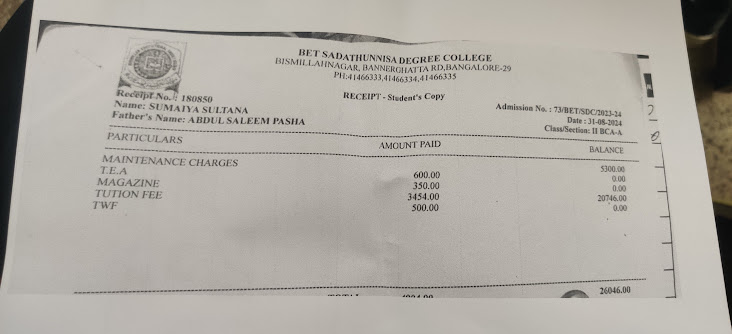 BET SADATHUNNISA DEGREE COLLEGE
BISMILLAHNAGAR, BANNERGHATTA RD,BANGALORE-29
PH:41466333,41466334,41466335
Receipt No. : 180850
RECEIPT - Student's Copy
Admission No. : 73/BET/SDC/2023-24
Name: SUMAIYA SULTANA
Date : 31-08-2024
Father's Name: ABDUL SALEEM PASHA
Class/Section: II BCA-A
PARTICULARS AMOUNT PAID BALANCE
MAINTENANCE CHARGES 5300.00
T.E.A 600.00 0.00
MAGAZINE 350.00 0.00
TUTION FEE 3454.00 20746.00
TWF 500.00 0.00
26046.00